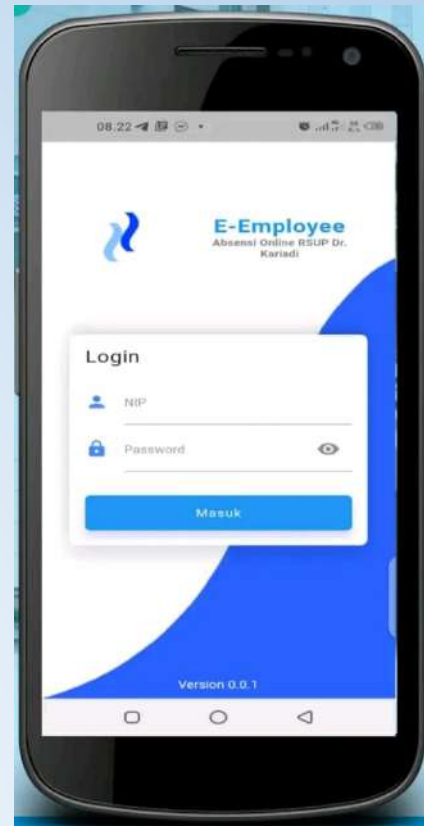 08.22
E-Employee
Absensi Online RSUP Dr.
Kariadi
Login
NIP
Password
Masuk
Version 0.0.1